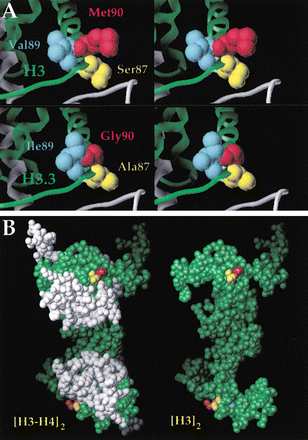 A
Met90
Val89
H3
Ser87
Ile89
Gly90
H3.3
Ala87
B
[H3-H4]2
[H3]2